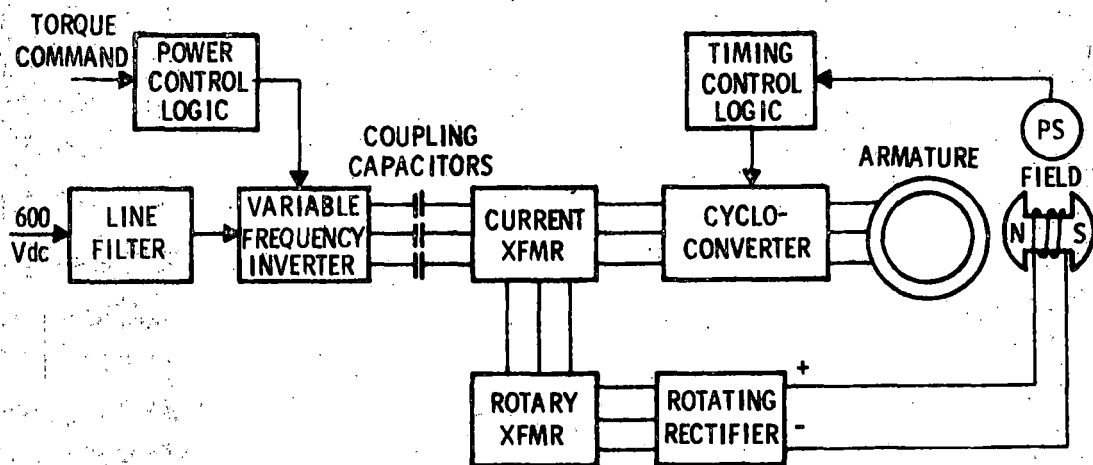 TORQUE
COMMAND
POWER
CONTROL
LOGIC
TIMING
CONTROL
LOGIC
PS
COUPLING
CAPACITORS
ARMATURE
FIELD
600
Vdc
LINE
FILTER
VARIABLE
FREQUENCY
INVERTER
CURRENT
XFMR
CYCLO-
CONVERTER
N
S
ROTARY
XFMR
ROTATING
RECTIFIER
+
-